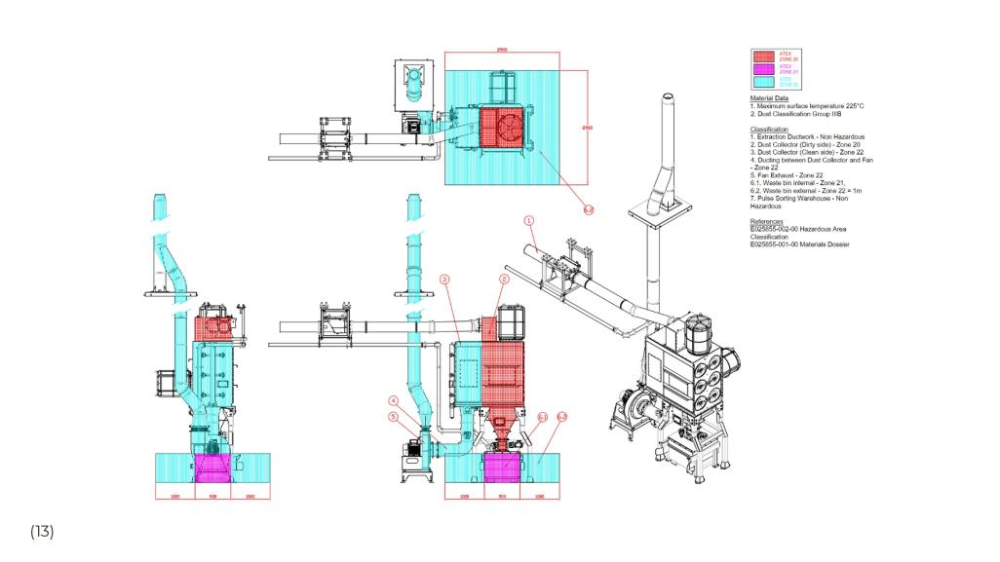 2900
ATEX
ZONE 20
ATEX
ZONE 21
ATEX
ZONE 22
Material Data
1. Maximum surface temperature 225°C
2. Dust Classification Group IIIB
2900
Classification
1. Extraction Ductwork - Non Hazardous
2. Dust Collector (Dirty side) - Zone 20
3. Dust Collector (Clean side) - Zone 22
4. Ducting between Dust Collector and Fan
- Zone 22
5. Fan Exhaust - Zone 22
6.1. Waste bin internal - Zone 21,
6.2. Waste bin external - Zone 22 = 1m
7. Pulse Sorting Warehouse - Non
Hazardous
References
E025855-002-00 Hazardous Area
Classification
E025855-001-00 Materials Dossier
6.2
1
3
2
4
5
6.1
6.2
1000
900
1000
1000
900
1000
(13)